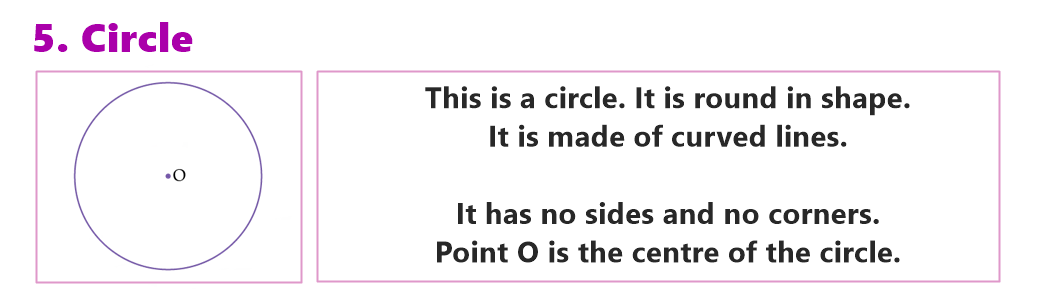 5. Circle
O
This is a circle. It is round in shape.
It is made of curved lines.
It has no sides and no corners.
Point O is the centre of the circle.